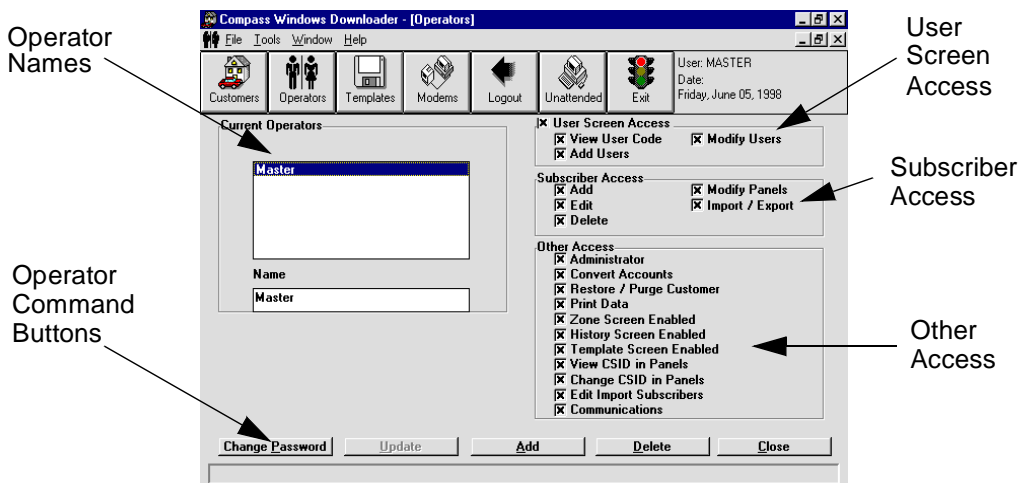 Compass Windows Downloader - [Operators]
File Tools Window Help
Customers
Operators
Templates
Modems
Logout
Unattended
Exit
User: MASTER
Date:
Friday, June 05, 1998
Operator
Names
User
Screen
Access
Current Operators
Master
Name
Master
User Screen Access
View User Code
Modify Users
Add Users
Subscriber Access
Add
Modify Panels
Edit
Import / Export
Delete
Subscriber
Access
Other Access
Administrator
Convert Accounts
Restore / Purge Customer
Print Data
Zone Screen Enabled
History Screen Enabled
Template Screen Enabled
View CSID in Panels
Change CSID in Panels
Edit Import Subscribers
Communications
Operator
Command
Buttons
Other
Access
Change Password
Update
Add
Delete
Close